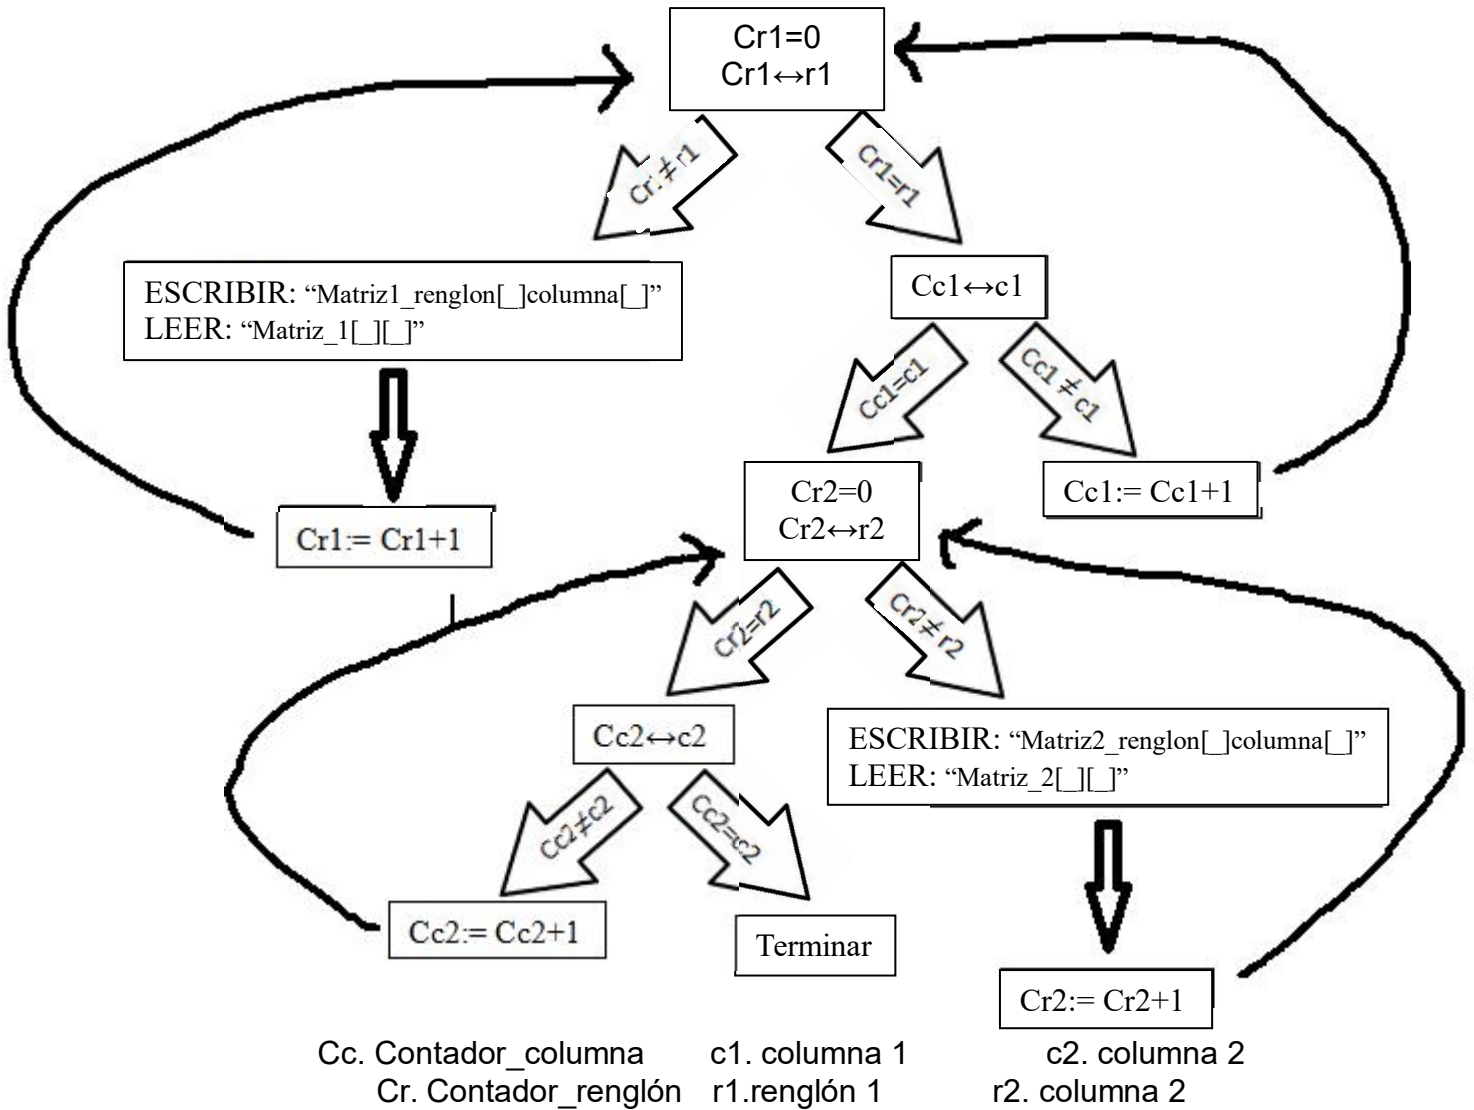 Cr1=0
Cr1↔r1
Cr1≠r1
Cr1=r1
ESCRIBIR: “Matriz1_renglon[_]columna[_]”
LEER: “Matriz_1[_][_]”
Cc1↔c1
Cc1=c1
Cc1 ≠ c1
Cr1:= Cr1+1
Cr2=0
Cr2↔r2
Cc1:= Cc1+1
Cr2=r2
Cr2≠ r2
Cc2↔c2
ESCRIBIR: “Matriz2_renglon[_]columna[_]”
LEER: “Matriz_2[_][_]”
Cc2≠c2
Cc2=c2
Cc2:= Cc2+1
Terminar
Cr2:= Cr2+1
Cc. Contador_columna c1. columna 1 c2. columna 2
Cr. Contador_renglón r1.renglón 1 r2. columna 2